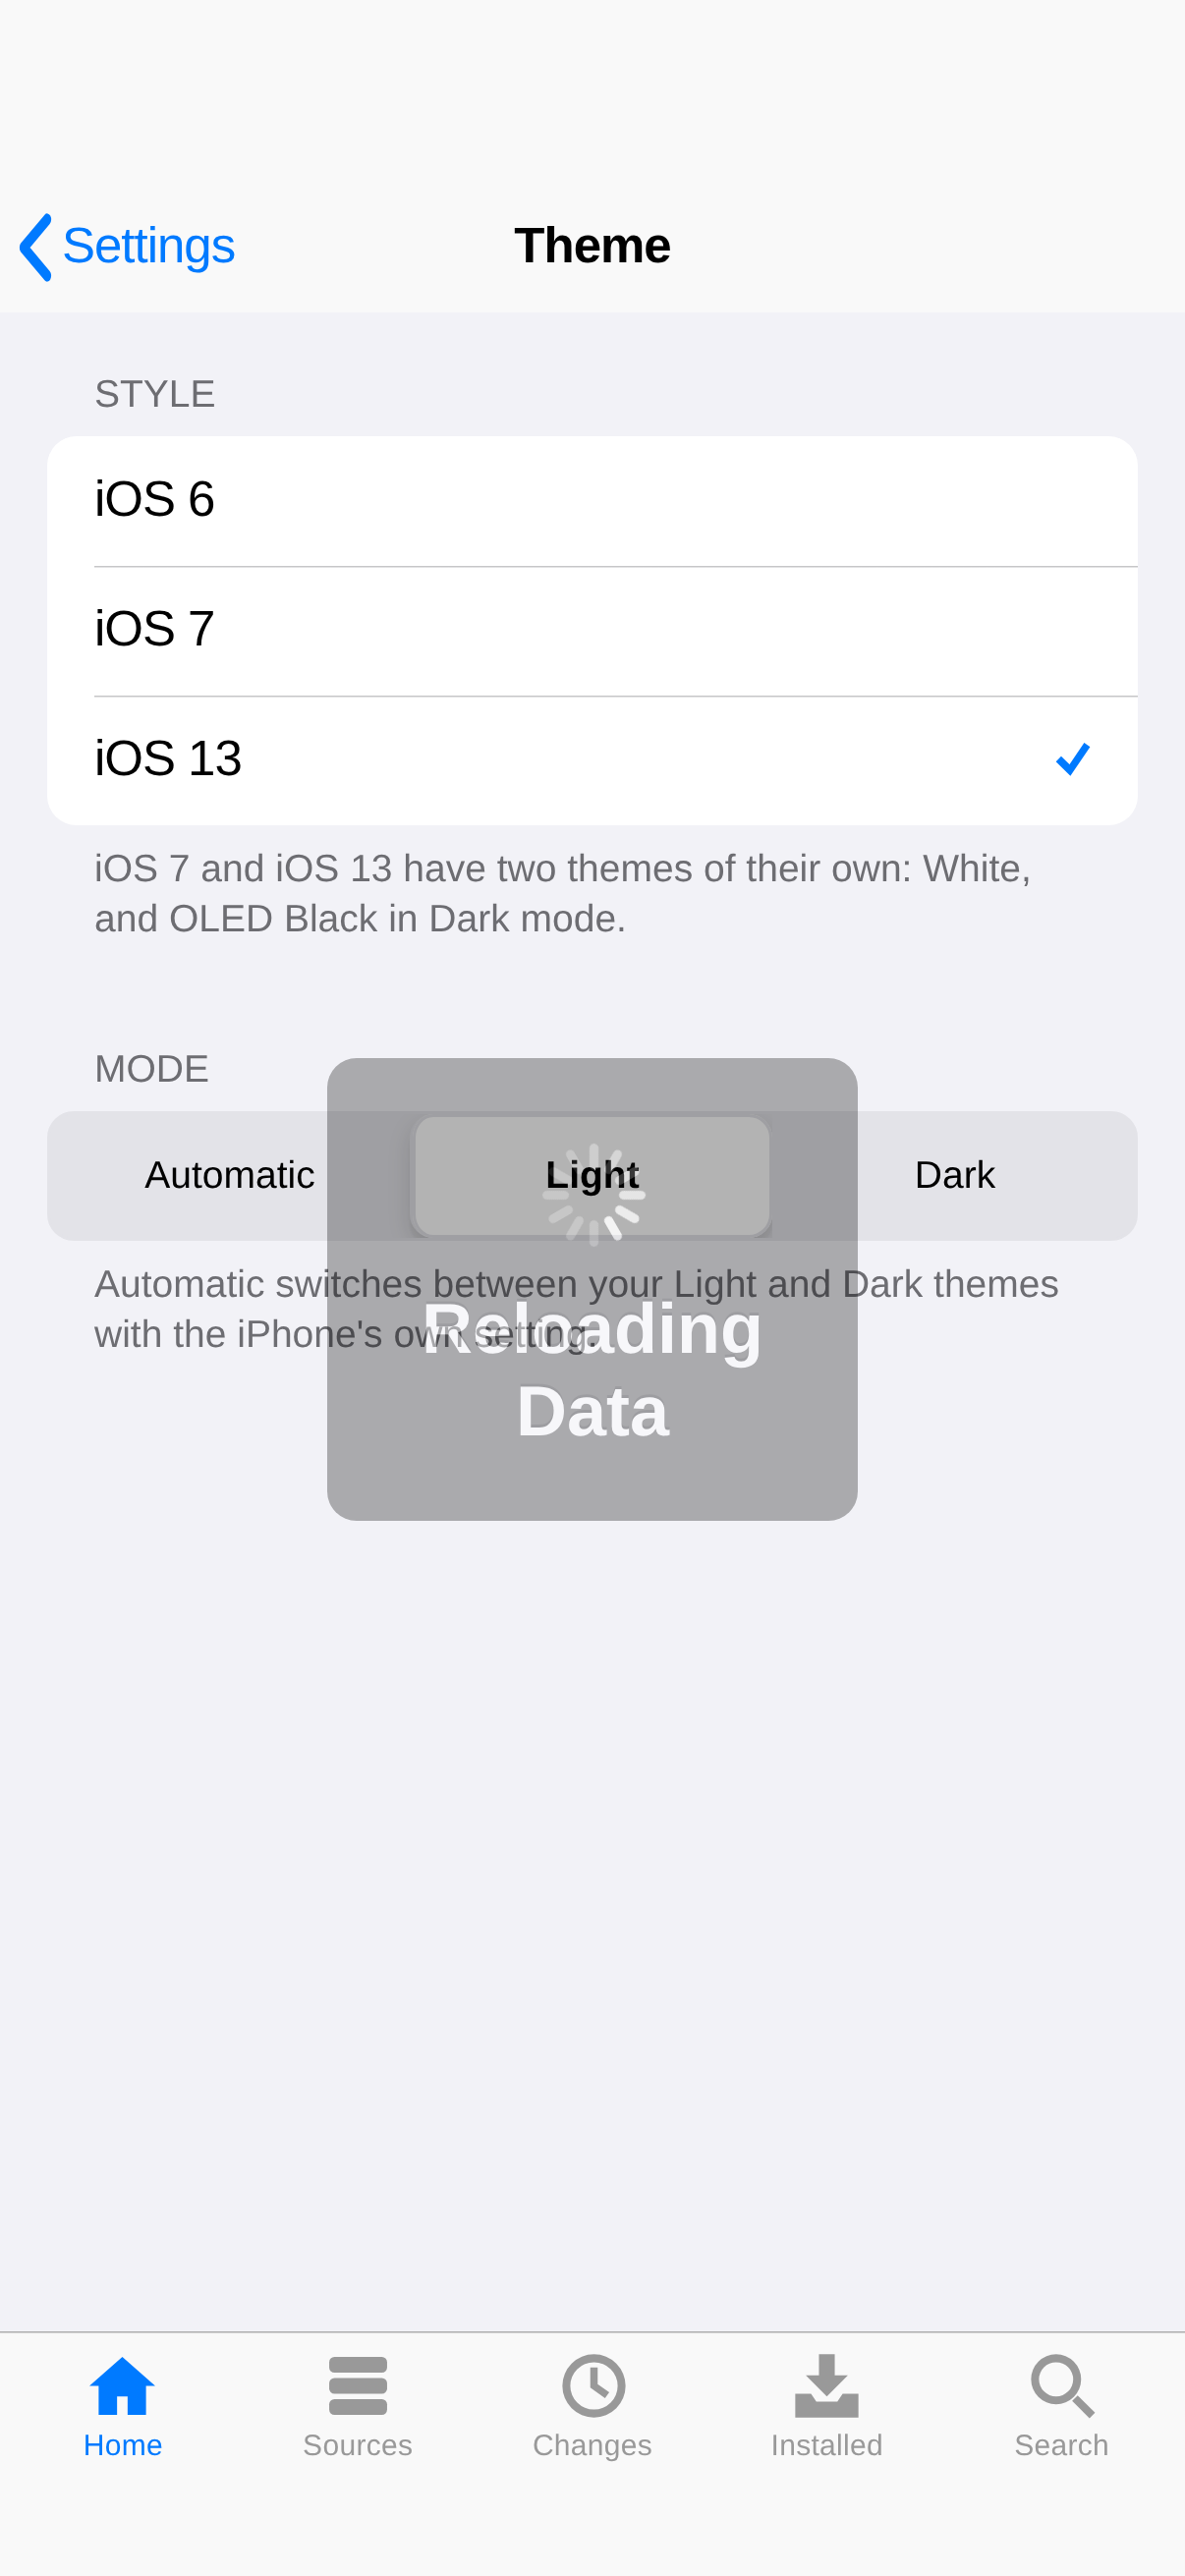 Settings
Theme
STYLE
iOS 6
iOS 7
iOS 13
iOS 7 and iOS 13 have two themes of their own: White,
and OLED Black in Dark mode.
MODE
Automatic
Light
Dark
Automatic switches between your Light and Dark themes
with the iPhone's own setting.
Reloading
Data
Home
Sources
Changes
Installed
Search